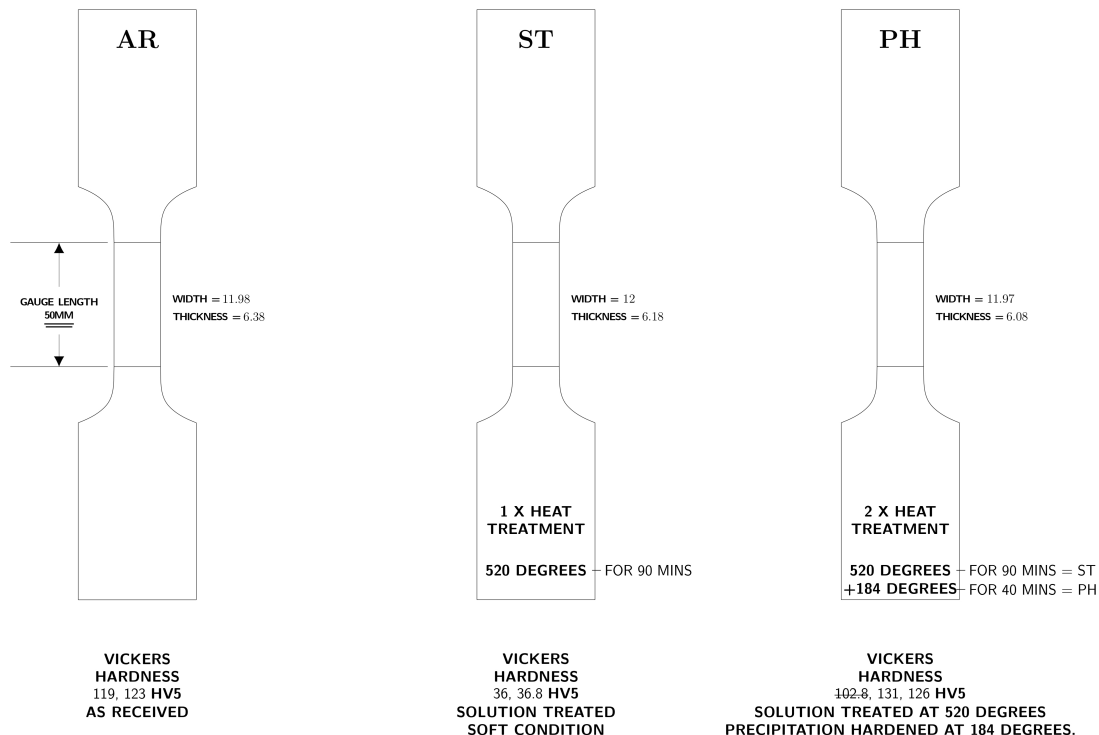 AR
GAUGE LENGTH
50MM
WIDTH = 11.98
THICKNESS = 6.38
VICKERS
HARDNESS
119, 123 HV5
AS RECEIVED
ST
WIDTH = 12
THICKNESS = 6.18
1 X HEAT
TREATMENT
520 DEGREES – FOR 90 MINS
VICKERS
HARDNESS
36, 36.8 HV5
SOLUTION TREATED
SOFT CONDITION
PH
WIDTH = 11.97
THICKNESS = 6.08
2 X HEAT
TREATMENT
520 DEGREES – FOR 90 MINS = ST
+184 DEGREES – FOR 40 MINS = PH
VICKERS
HARDNESS
102.8, 131, 126 HV5
SOLUTION TREATED AT 520 DEGREES
PRECIPITATION HARDENED AT 184 DEGREES.